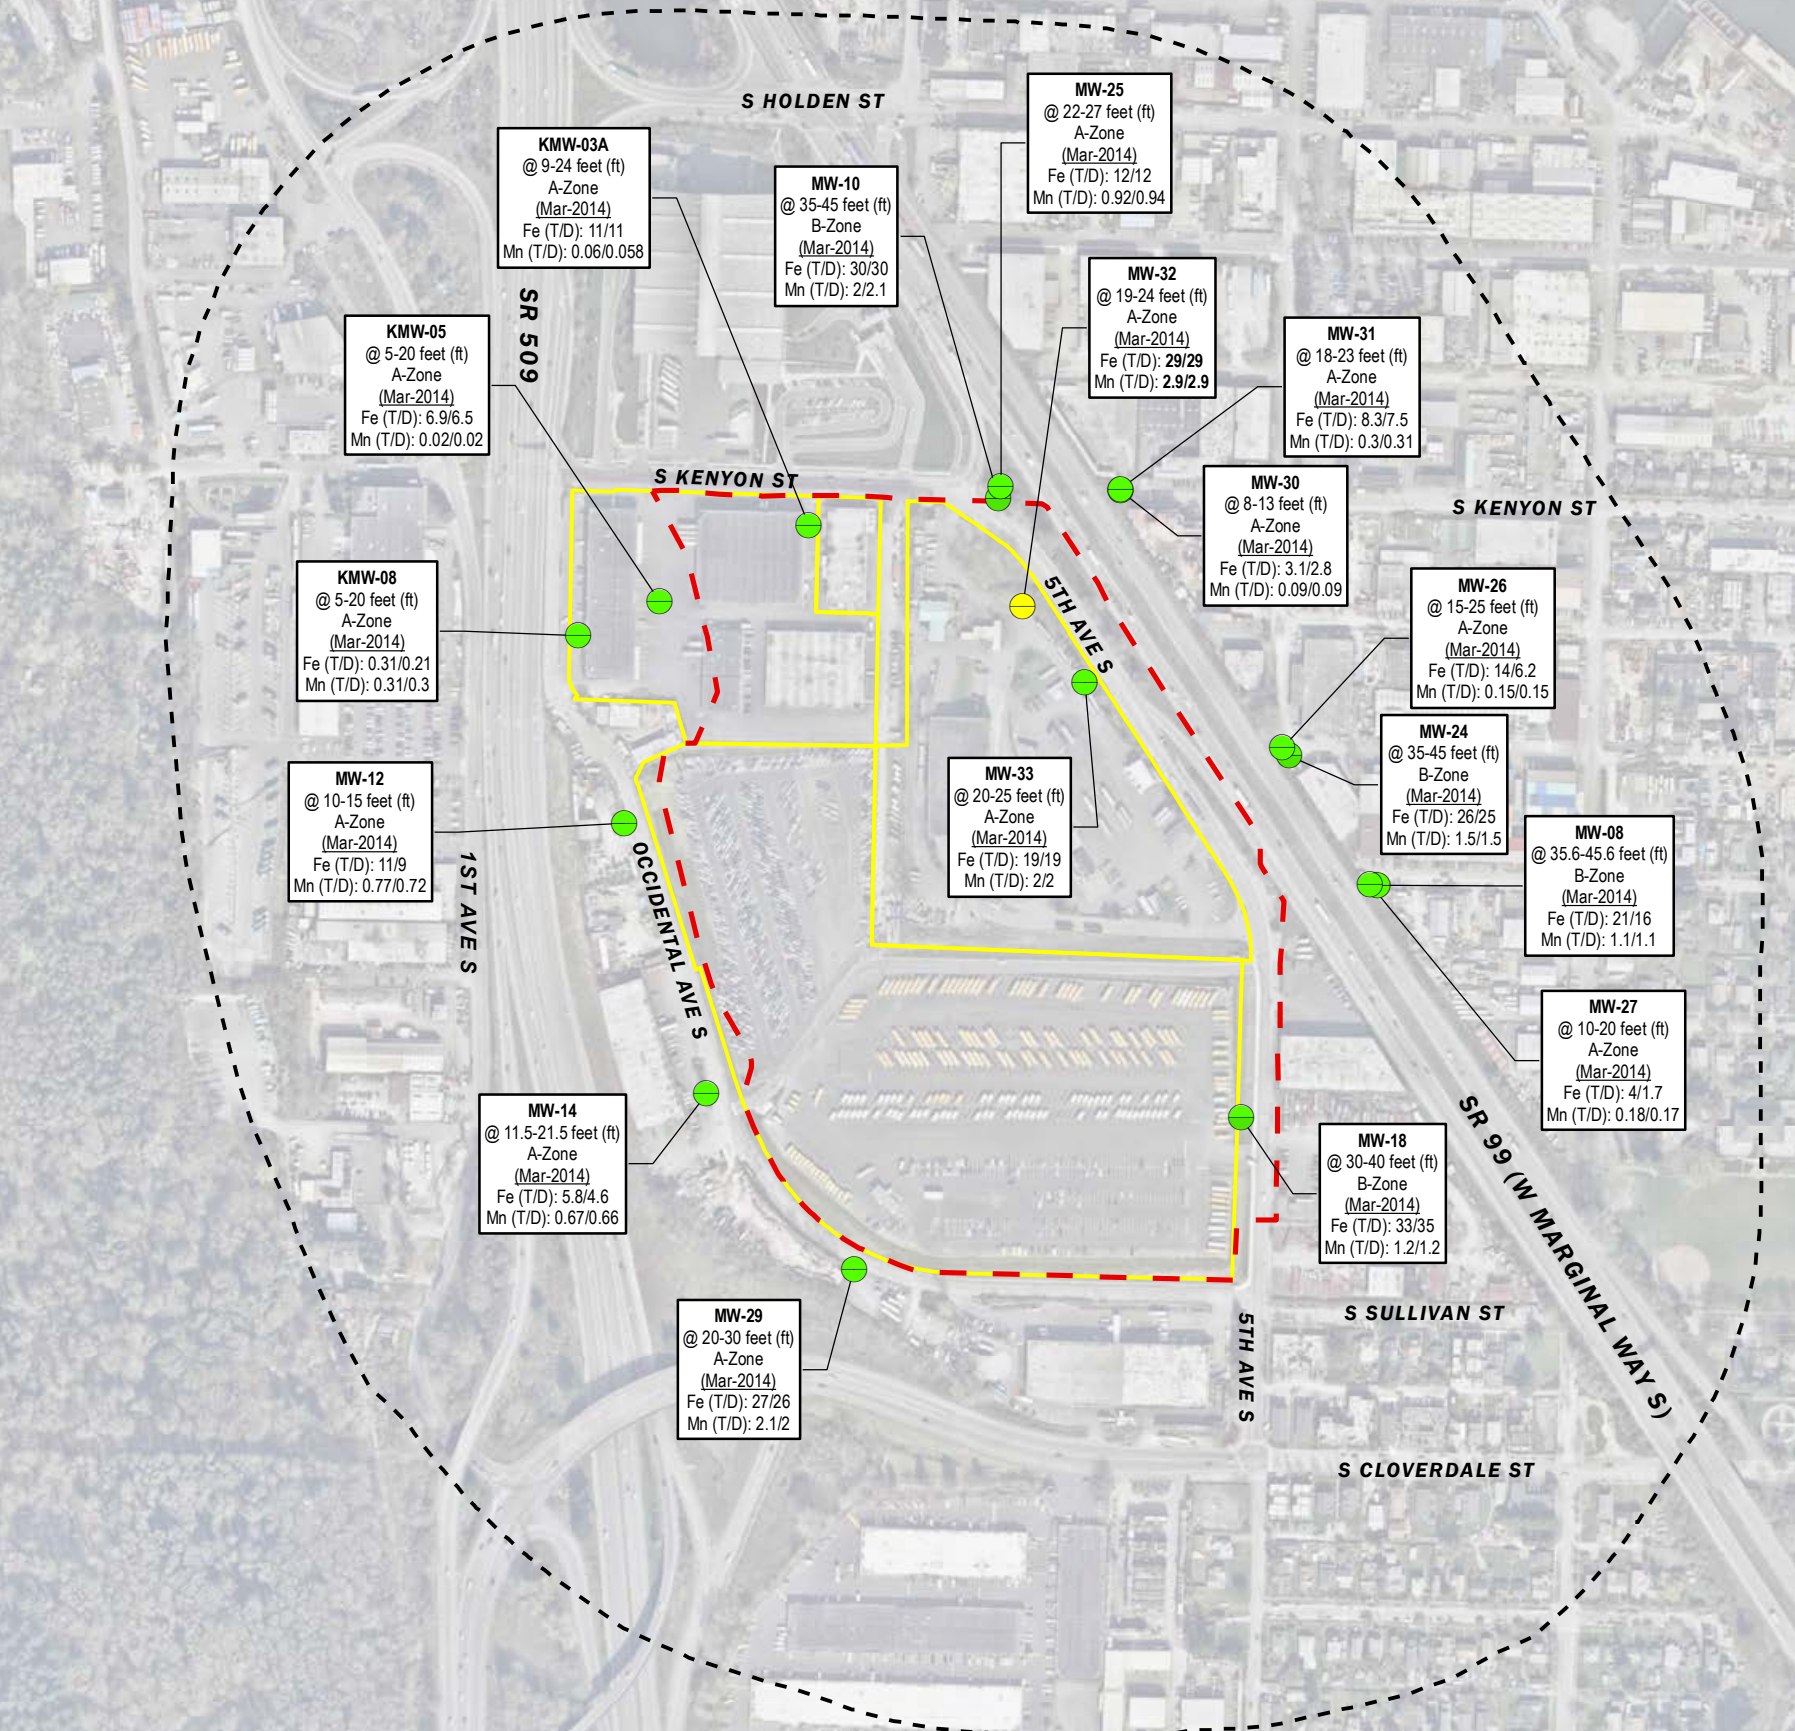 S HOLDEN ST
MW-25
@ 22-27 feet (ft)
A-Zone
(Mar-2014)
Fe (T/D): 12/12
Mn (T/D): 0.92/0.94
KMW-03A
@ 9-24 feet (ft)
A-Zone
(Mar-2014)
Fe (T/D): 11/11
Mn (T/D): 0.06/0.058
MW-10
@ 35-45 feet (ft)
B-Zone
(Mar-2014)
Fe (T/D): 30/30
Mn (T/D): 2/2.1
MW-32
@ 19-24 feet (ft)
A-Zone
(Mar-2014)
Fe (T/D): 29/29
Mn (T/D): 2.9/2.9
SR 509
KMW-05
@ 5-20 feet (ft)
A-Zone
(Mar-2014)
Fe (T/D): 6.9/6.5
Mn (T/D): 0.02/0.02
MW-31
@ 18-23 feet (ft)
A-Zone
(Mar-2014)
Fe (T/D): 8.3/7.5
Mn (T/D): 0.3/0.31
S KENYON ST
MW-30
@ 8-13 feet (ft)
A-Zone
(Mar-2014)
Fe (T/D): 3.1/2.8
Mn (T/D): 0.09/0.09
S KENYON ST
KMW-08
@ 5-20 feet (ft)
A-Zone
(Mar-2014)
Fe (T/D): 0.31/0.21
Mn (T/D): 0.31/0.3
5TH AVE S
MW-26
@ 15-25 feet (ft)
A-Zone
(Mar-2014)
Fe (T/D): 14/6.2
Mn (T/D): 0.15/0.15
MW-24
@ 35-45 feet (ft)
B-Zone
(Mar-2014)
Fe (T/D): 26/25
Mn (T/D): 1.5/1.5
MW-12
@ 10-15 feet (ft)
A-Zone
(Mar-2014)
Fe (T/D): 11/9
Mn (T/D): 0.77/0.72
MW-33
@ 20-25 feet (ft)
A-Zone
(Mar-2014)
Fe (T/D): 19/19
Mn (T/D): 2/2
MW-08
@ 35.6-45.6 feet (ft)
B-Zone
(Mar-2014)
Fe (T/D): 21/16
Mn (T/D): 1.1/1.1
1ST AVE S
OCCIDENTAL AVE S
MW-27
@ 10-20 feet (ft)
A-Zone
(Mar-2014)
Fe (T/D): 4/1.7
Mn (T/D): 0.18/0.17
MW-14
@ 11.5-21.5 feet (ft)
A-Zone
(Mar-2014)
Fe (T/D): 5.8/4.6
Mn (T/D): 0.67/0.66
MW-18
@ 30-40 feet (ft)
B-Zone
(Mar-2014)
Fe (T/D): 33/35
Mn (T/D): 1.2/1.2
SR 99 (W MARGINAL WAY S)
MW-29
@ 20-30 feet (ft)
A-Zone
(Mar-2014)
Fe (T/D): 27/26
Mn (T/D): 2.1/2
S SULLIVAN ST
5TH AVE S
S CLOVERDALE ST